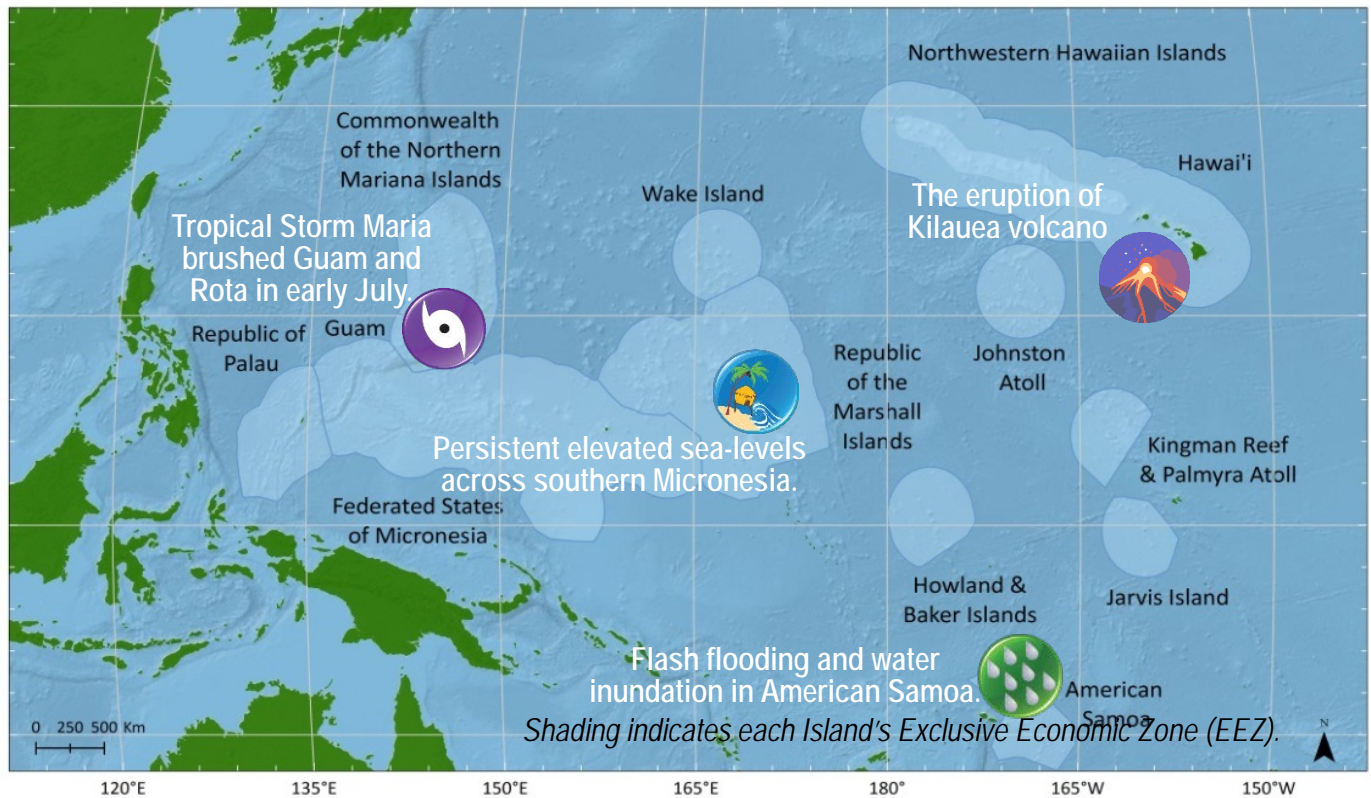 Northwestern Hawaiian Islands
Commonwealth
of the Northern
Mariana Islands
Hawai'i
Wake Island
The eruption of
Kilauea volcano
Tropical Storm Maria
brushed Guam and
Rota in early July.
Republic of
Palau
Guam
Republic
of the
Marshall
Islands
Johnston
Atoll
Persistent elevated sea-levels
across southern Micronesia.
Kingman Reef
& Palmyra Atoll
Federated States
of Micronesia
Howland &
Baker Islands
Jarvis Island
Flash flooding and water
inundation in American Samoa.
American
Samoa
Shading indicates each Island's Exclusive Economic Zone (EEZ).
0 250 500 Km
N
120°E 135°E 150°E 165°E 180° 165°W 150°W